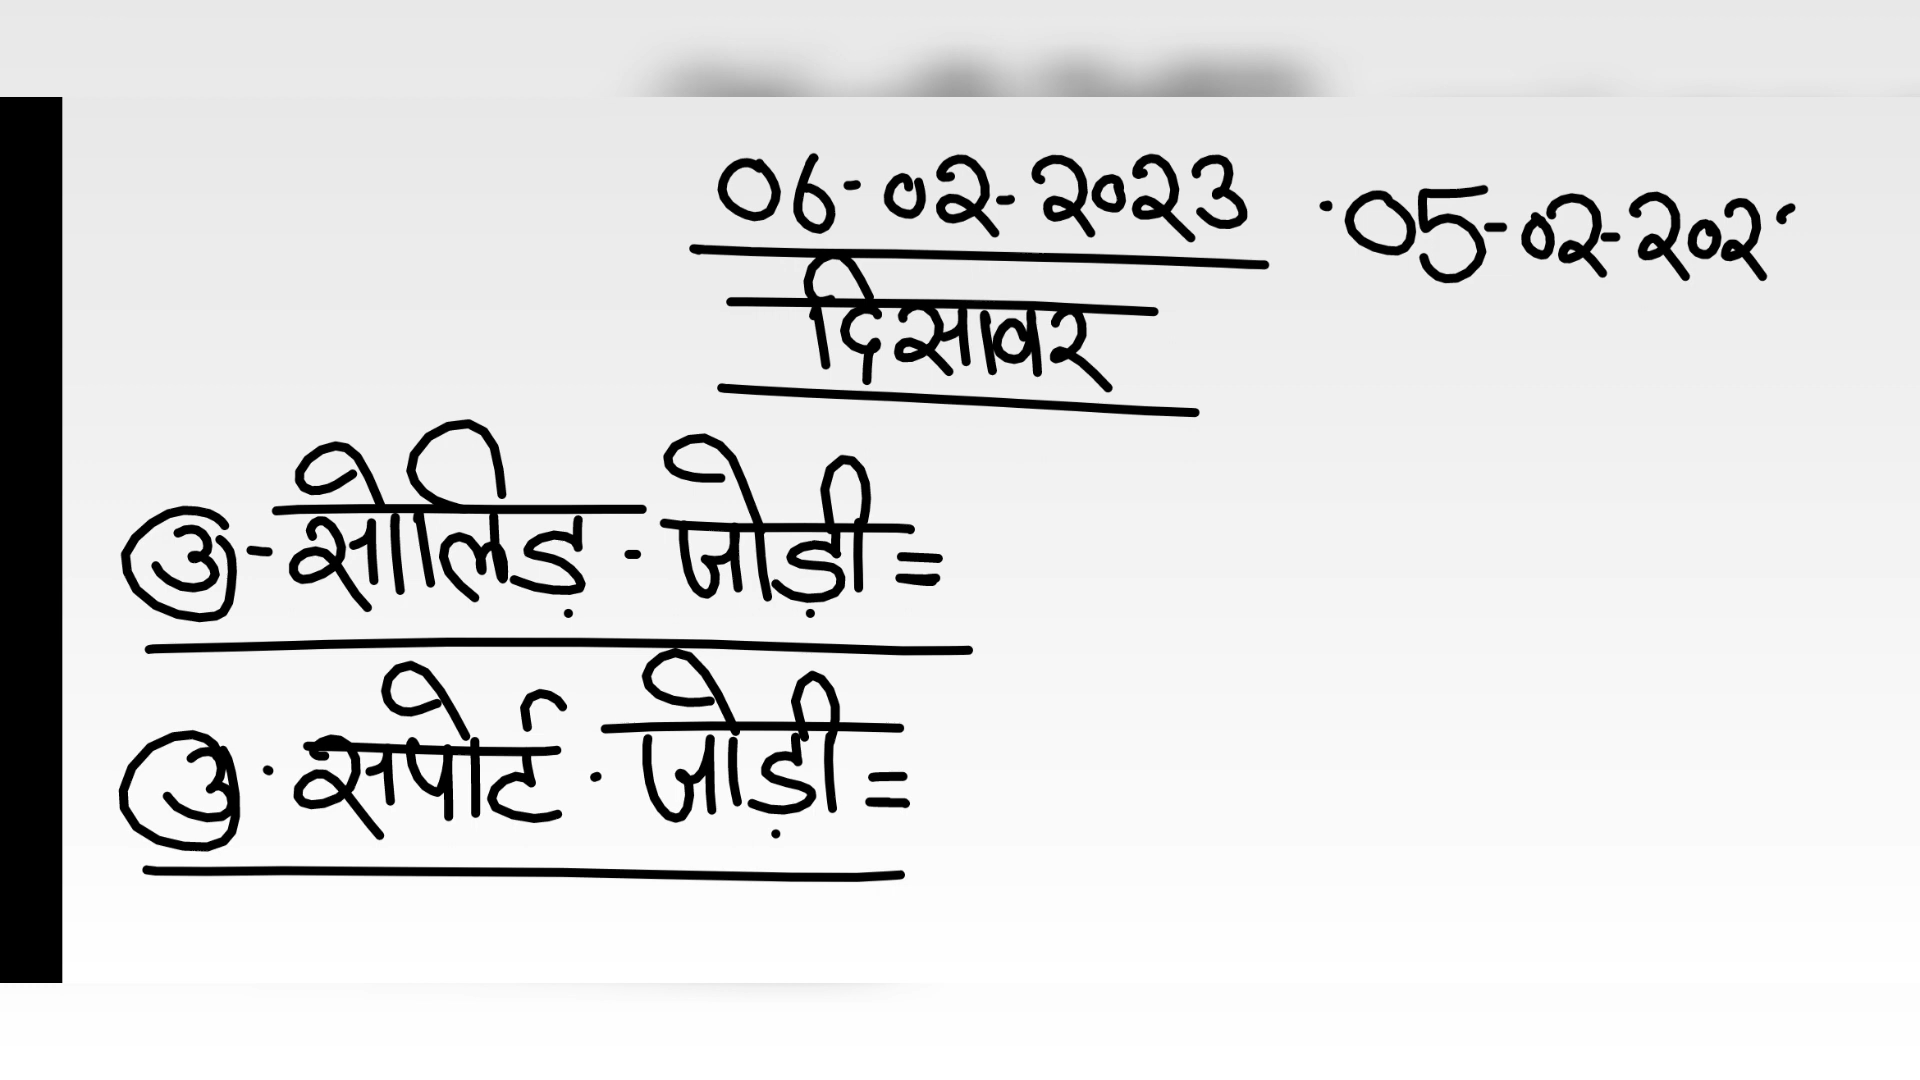 06-02-2023 .05-02-202
दिसावर
③-सोलिड़ - जोड़ी =
③. सपोर्ट . जोड़ी =